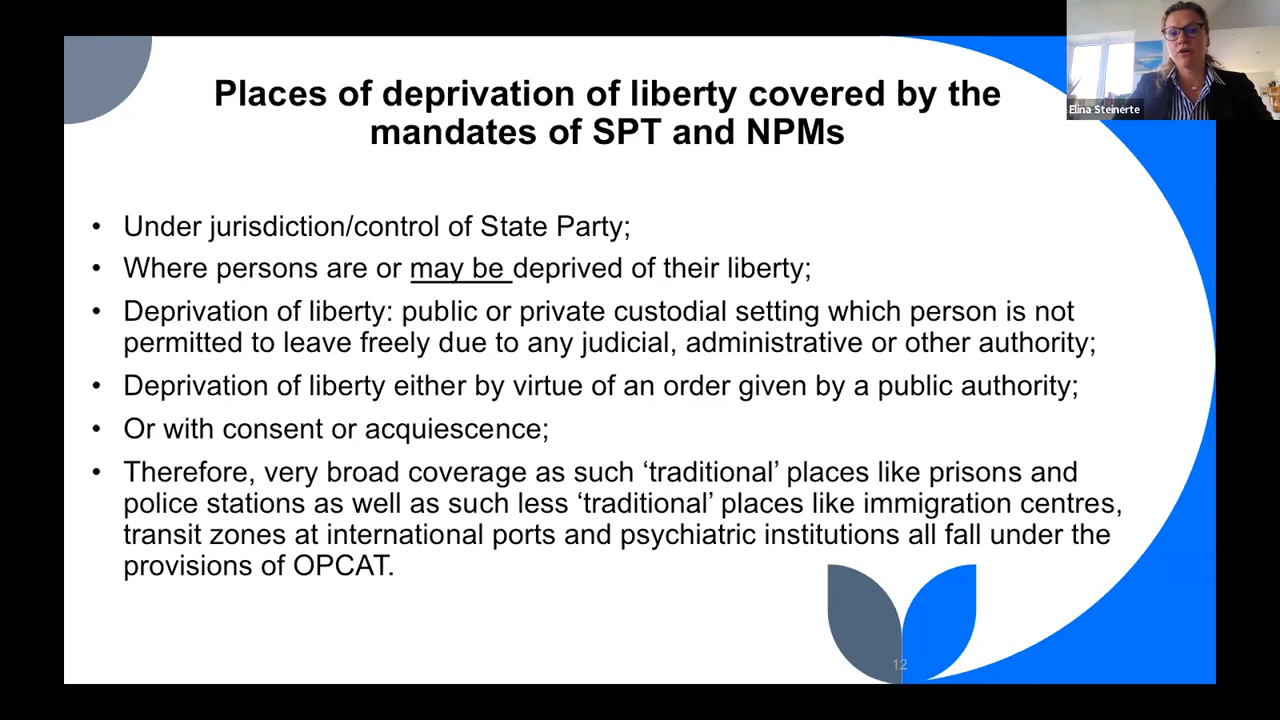 Places of deprivation of liberty covered by the
mandates of SPT and NPMs
Elina Steinerte
• Under jurisdiction/control of State Party;
• Where persons are or may be deprived of their liberty;
• Deprivation of liberty: public or private custodial setting which person is not
permitted to leave freely due to any judicial, administrative or other authority;
• Deprivation of liberty either by virtue of an order given by a public authority;
• Or with consent or acquiescence;
• Therefore, very broad coverage as such ‘traditional’ places like prisons and
police stations as well as such less ‘traditional’ places like immigration centres,
transit zones at international ports and psychiatric institutions all fall under the
provisions of OPCAT.
12